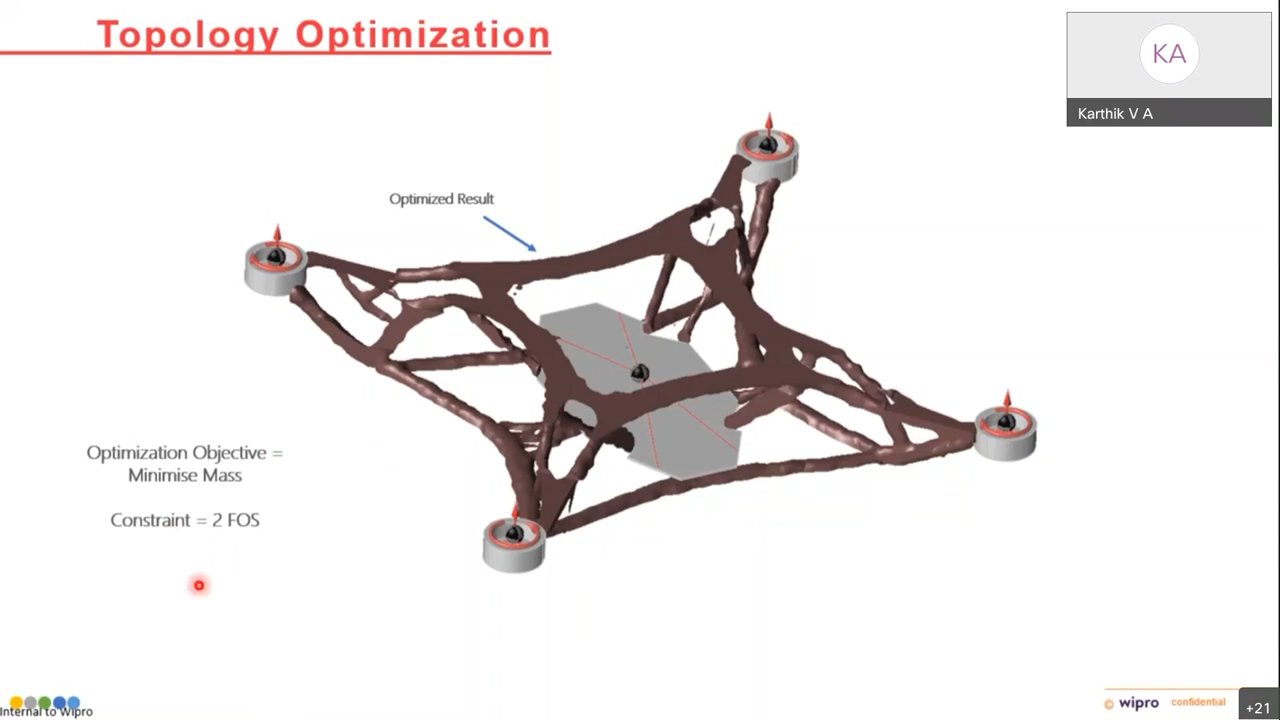 Topology Optimization
KA
Karthik V A
Optimized Result
Optimization Objective =
Minimise Mass
Constraint = 2 FOS
Internal to Wipro
© wipro confidential
+21